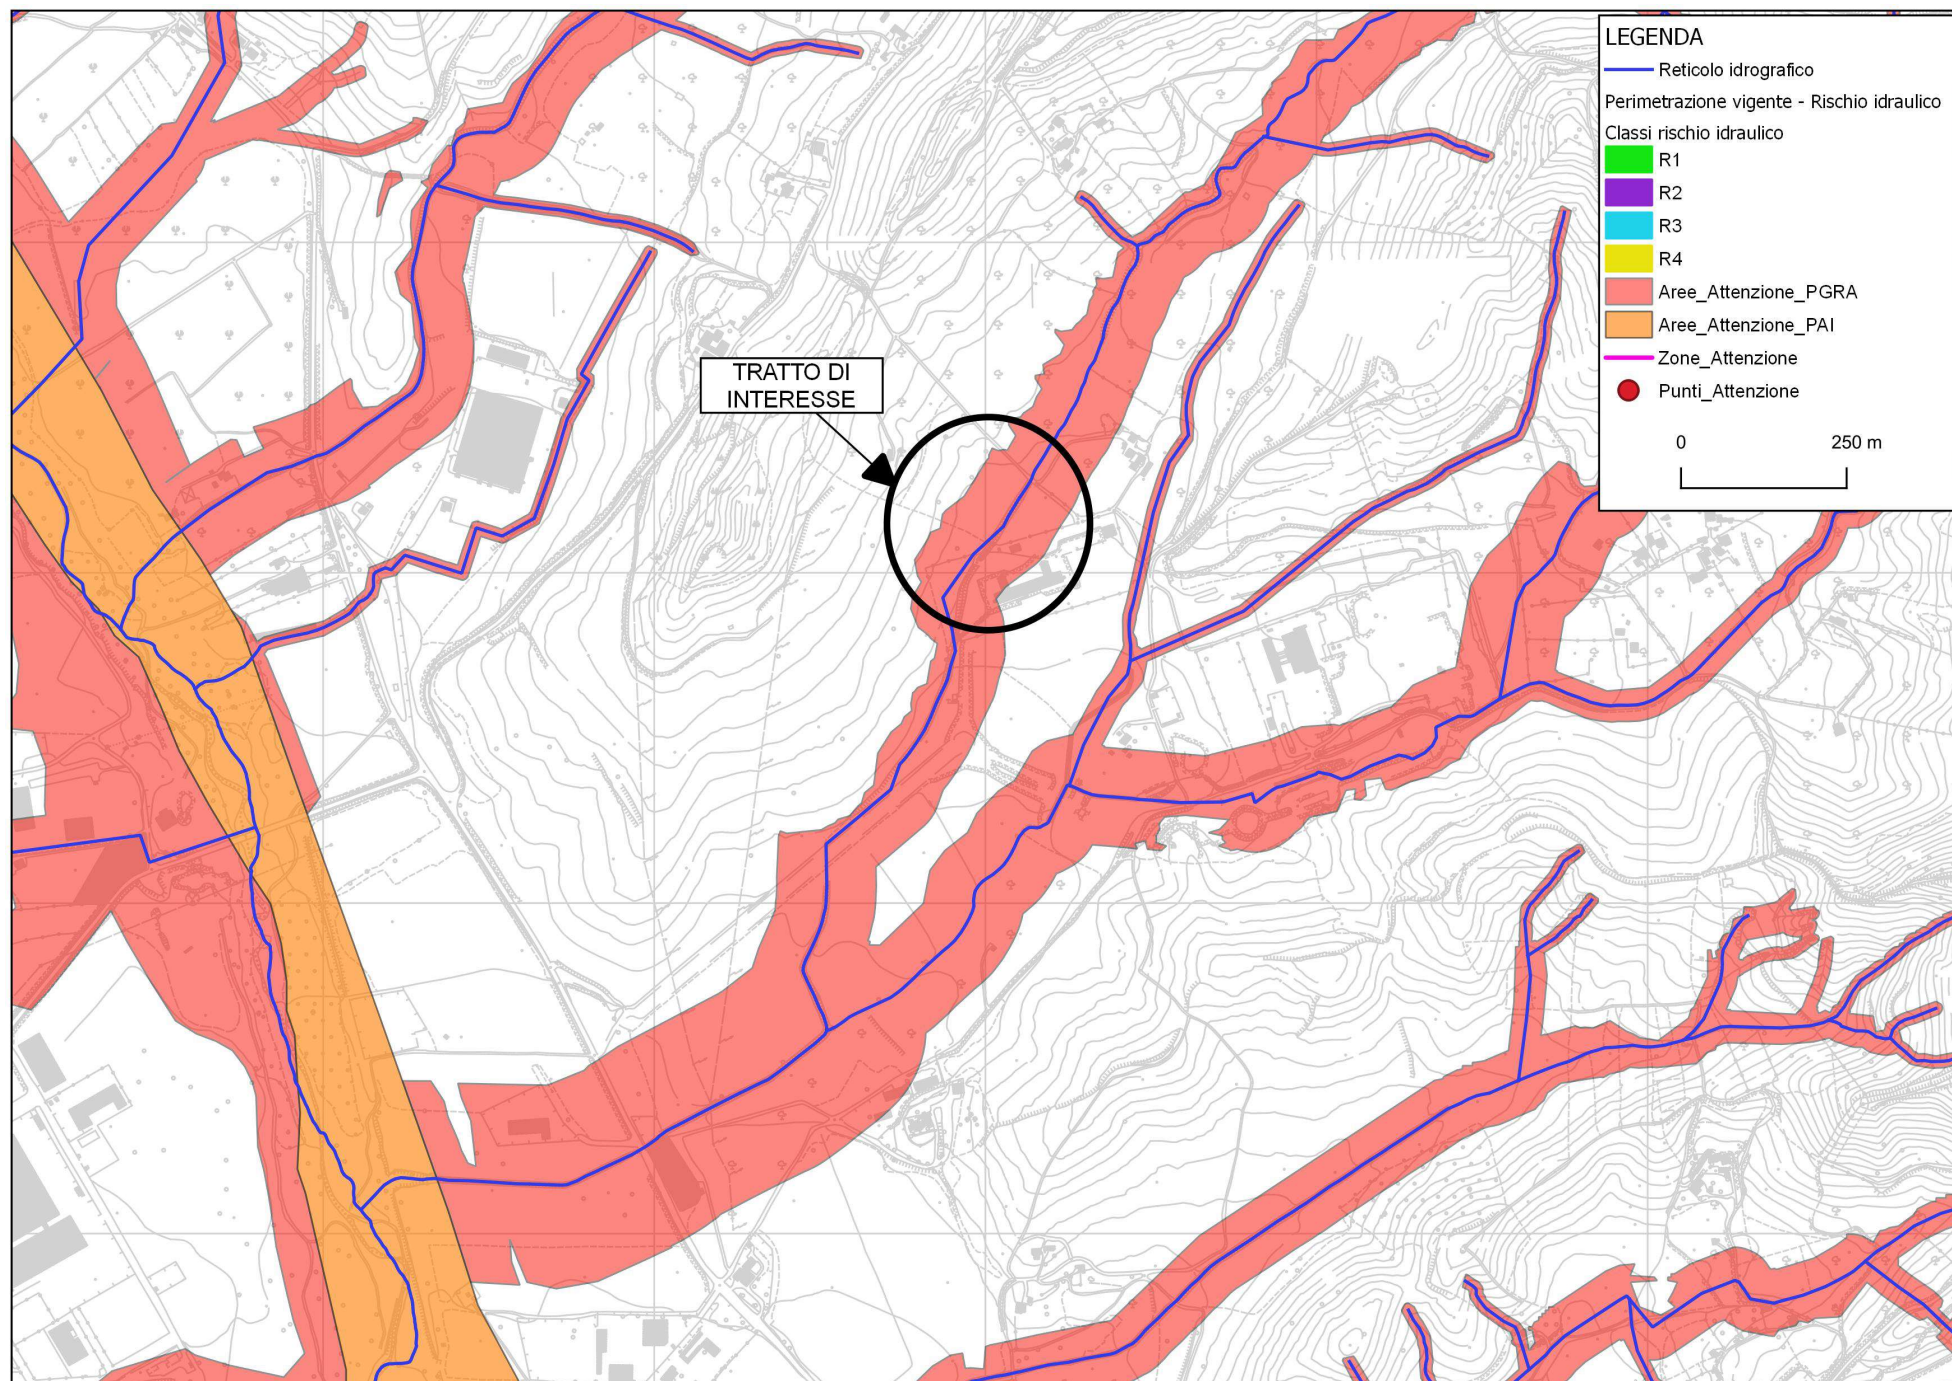 TRATTO DI
INTERESSE
LEGENDA
Reticolo idrografico
Perimetrazione vigente - Rischio idraulico
Classi rischio idraulico
R1
R2
R3
R4
Aree_Attenzione_PGRA
Aree_Attenzione_PAI
Zone_Attenzione
Punti_Attenzione
0 250 m